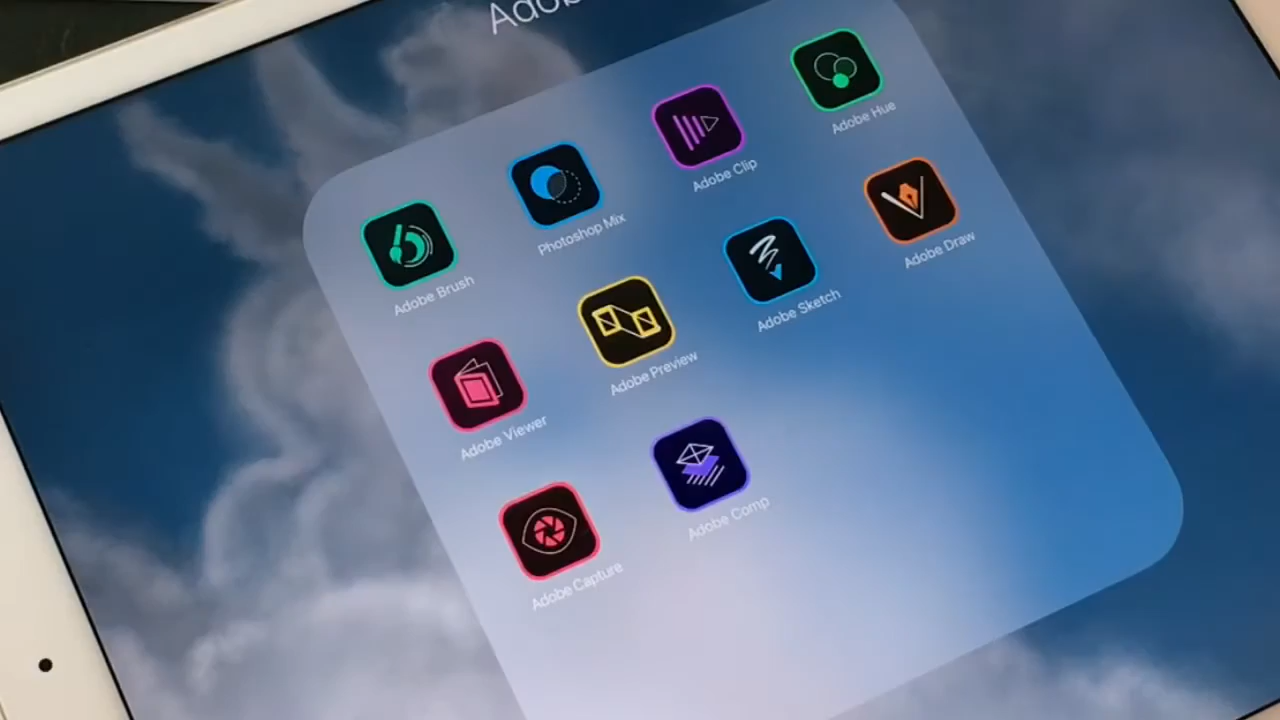 Adobe
Adobe Brush
Photoshop Mix
Adobe Clip
Adobe Hue
Adobe Viewer
Adobe Preview
Adobe Sketch
Adobe Draw
Adobe Capture
Adobe Comp